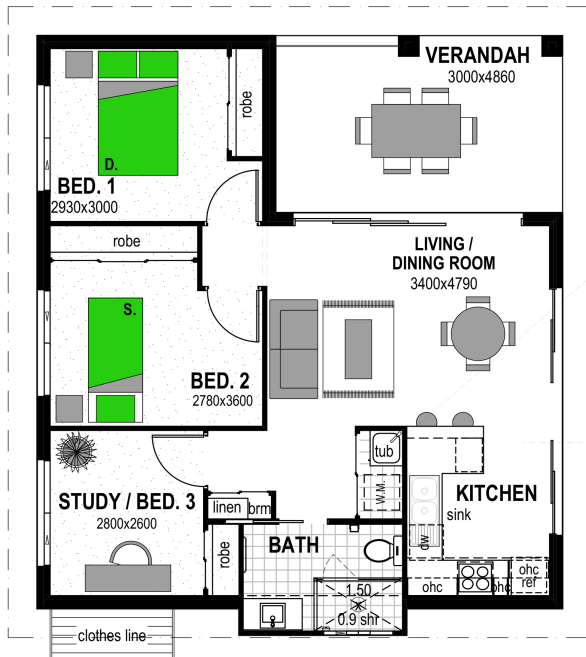 VERANDAH
3000x4860
robe
D.
BED. 1
2930x3000
robe
LIVING /
DINING ROOM
3400x4790
S.
BED. 2
2780x3600
tub
W.M.
STUDY / BED. 3
2800x2600
linen
brm
KITCHEN
sink
BATH
dw
robe
ohc
ref
ohc
ohc
1.50
0.9 shr
clothes line